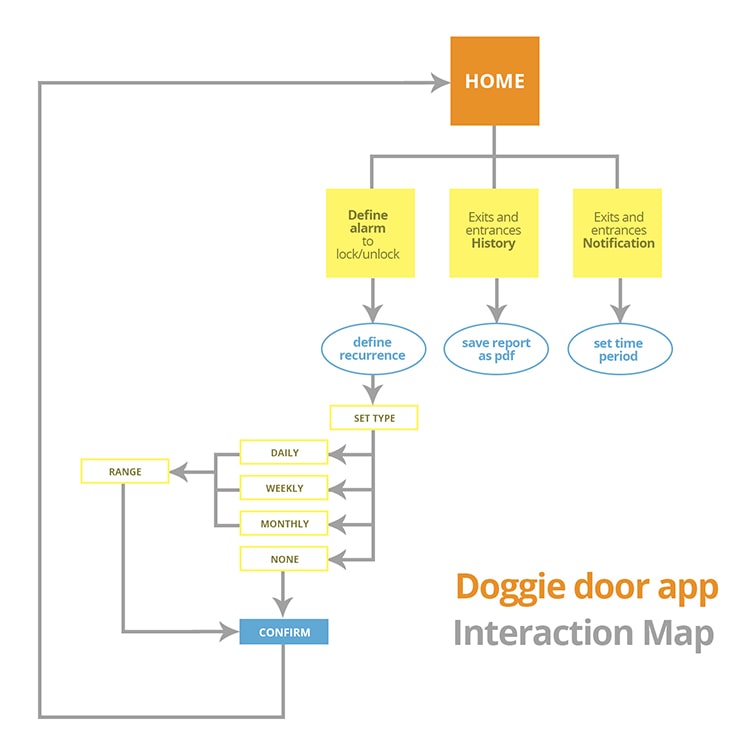 HOME
Define
alarm
to
lock/unlock
Exits and
entrances
History
Exits and
entrances
Notification
define
recurrence
save report
as pdf
set time
period
SET TYPE
DAILY
RANGE
WEEKLY
MONTHLY
NONE
CONFIRM
Doggie door app
Interaction Map